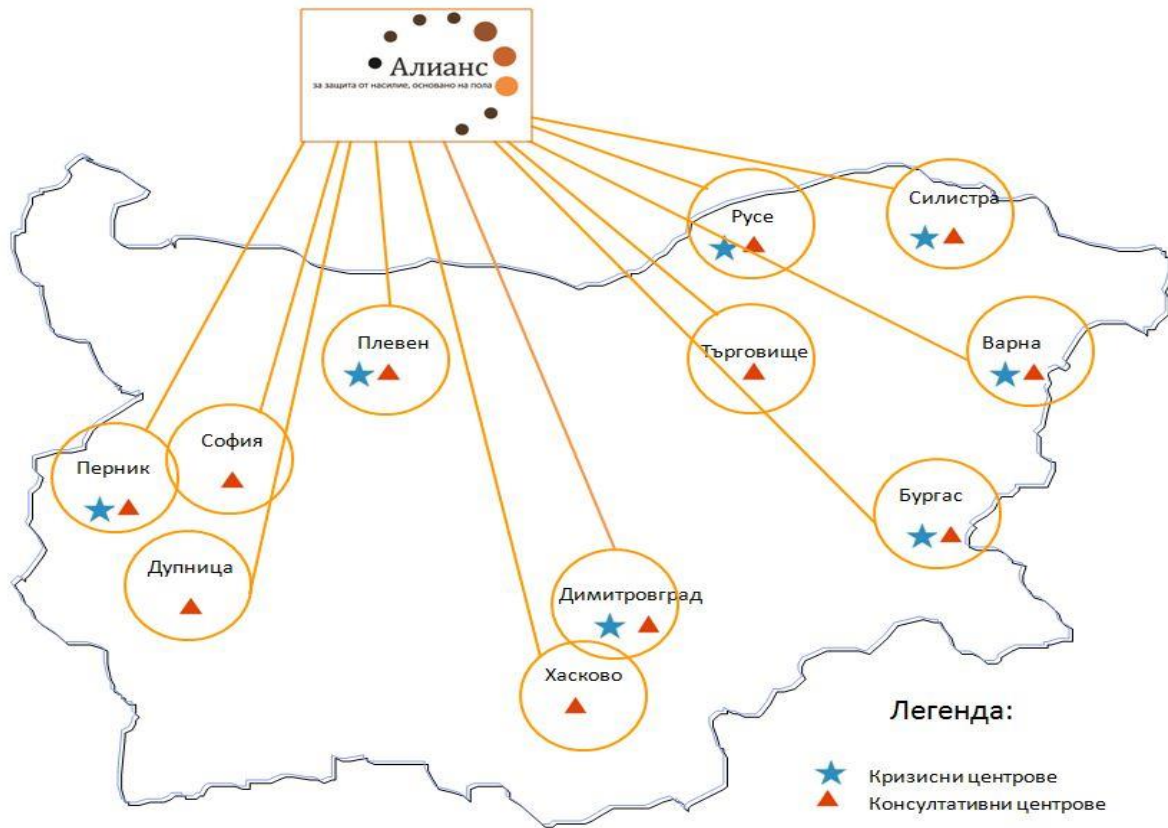 Алианс
за защита от насилие, основано на пола
Силистра
Русе
Плевен
Търговище
Варна
София
Перник
Бургас
Дупница
Димитровград
Хасково
Легенда:
Кризисни центрове
Консултативни центрове